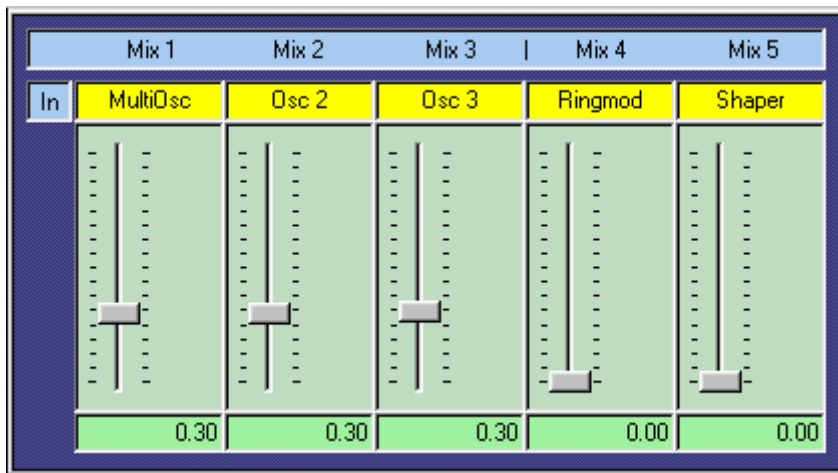 Mix 1 Mix 2 Mix 3 | Mix 4 Mix 5
In MultiOsc Osc 2 Osc 3 Ringmod Shaper
0.30 0.30 0.30 0.00 0.00